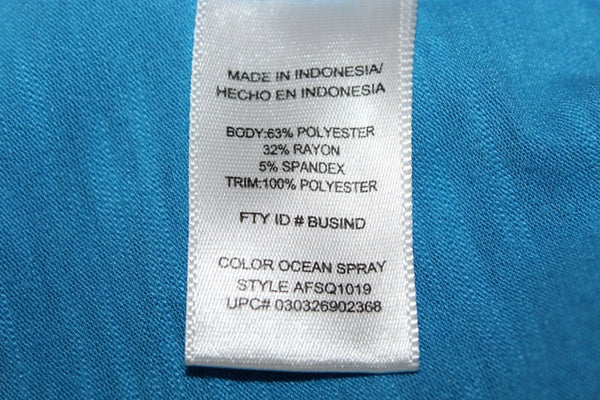 MADE IN INDONESIA/
HECHO EN INDONESIA
BODY:63% POLYESTER
32% RAYON
5% SPANDEX
TRIM:100% POLYESTER
FTY ID # BUSIND
COLOR OCEAN SPRAY
STYLE AFSQ1019
UPC# 030326902368